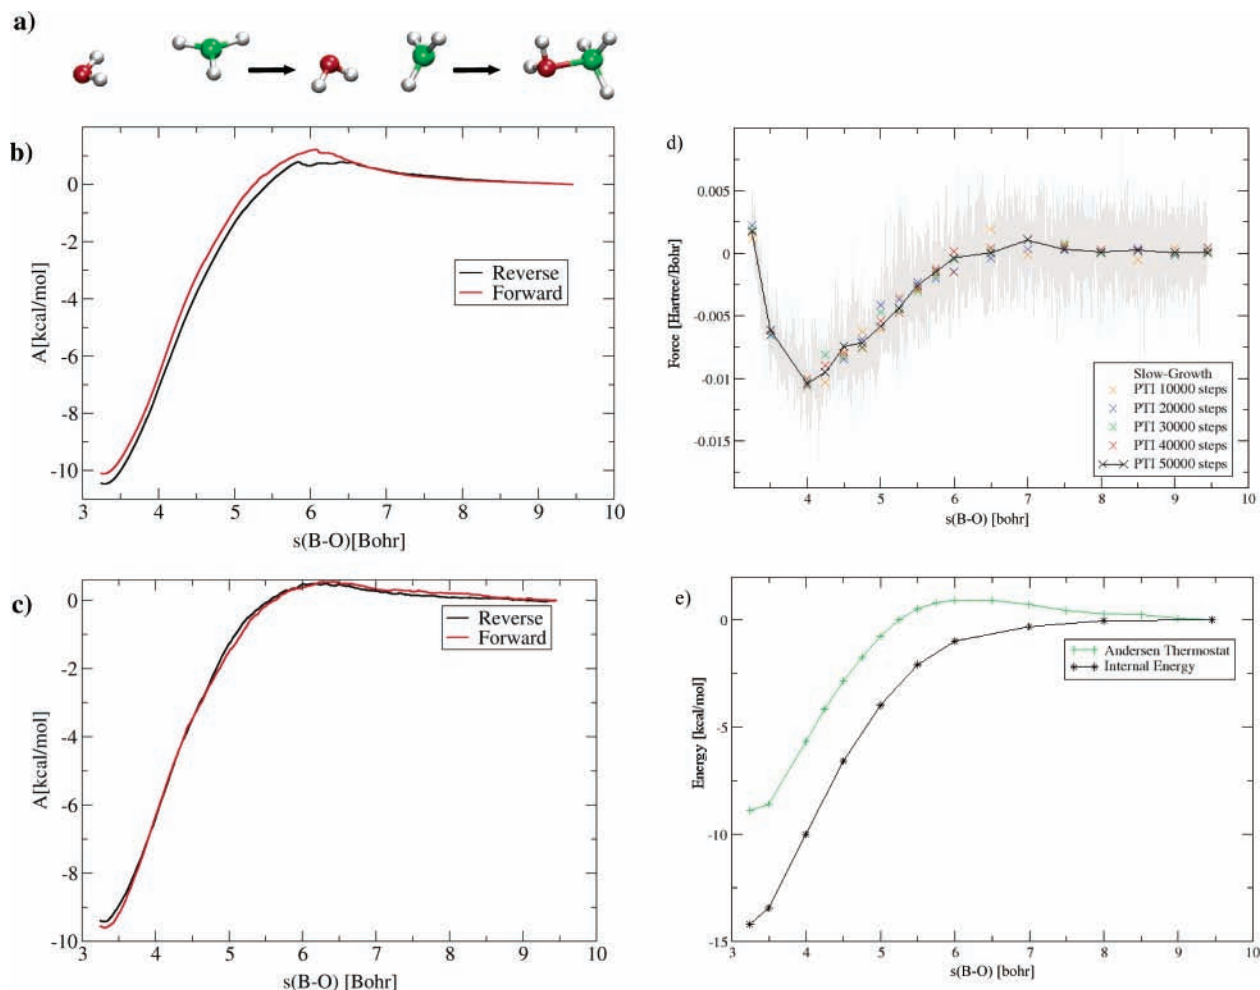 a)
b)
0
-2
-4
-6
-8
-10
A[kcal/mol]
3 4 5 6 7 8 9 10
s(B-O)[Bohr]
Reverse
Forward
d)
0.005
0
-0.005
-0.01
-0.015
Force [Hartree/Bohr]
4 5 6 7 8 9 10
s(B-O) [bohr]
Slow-Growth
PTI 10000 steps
PTI 20000 steps
PTI 30000 steps
PTI 40000 steps
PTI 50000 steps
c)
0
-2
-4
-6
-8
-10
A[kcal/mol]
3 4 5 6 7 8 9 10
s(B-O) [Bohr]
Reverse
Forward
e)
0
-5
-10
-15
Energy [kcal/mol]
3 4 5 6 7 8 9 10
s(B-O) [bohr]
Andersen Thermostat
Internal Energy